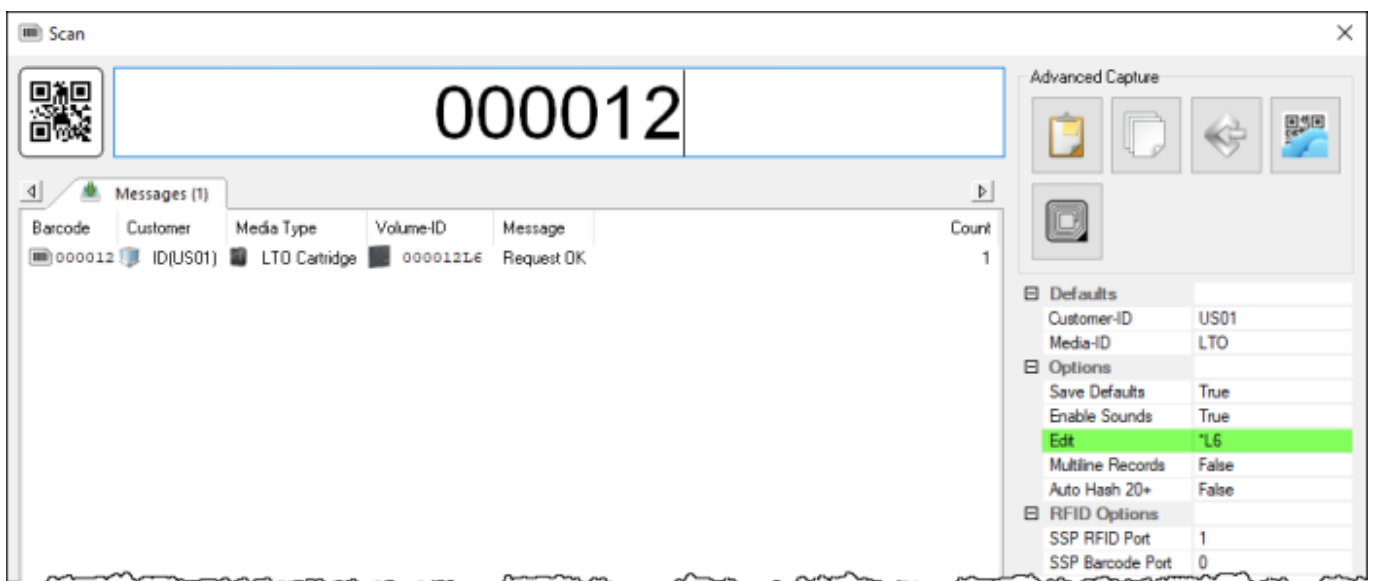 Scan
000012
Advanced Capture
Messages (1)
Barcode Customer Media Type Volume-ID Message Count
000012 ID(US01) LTO Cartridge 000012L6 Request OK 1
Defaults
Customer-ID US01
Media-ID LTO
Options
Save Defaults True
Enable Sounds True
Edit *L6
Multiline Records False
Auto Hash 20+ False
RFID Options
SSP RFID Port 1
SSP Barcode Port 0